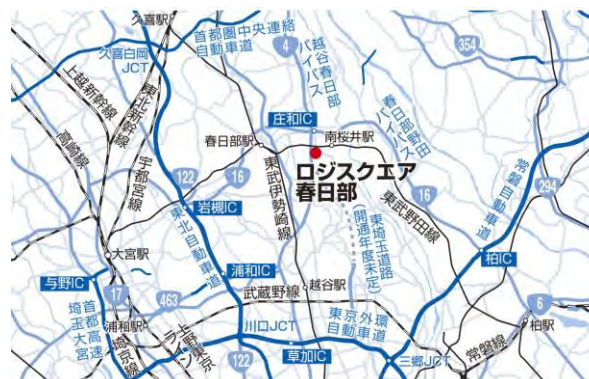 久喜駅
久喜白岡
JCT
首都圏中央連絡
自動車道
4
越谷春日部
バイパス
354
上越新幹線
東北新幹線
高崎線
宇都宮線
庄和IC
春日部野田
バイパス
春日部駅
南桜井駅
ロジスクエア
春日部
常磐自動車道
294
122
16
岩槻IC
東武伊勢崎線
16
東武野田線
東北自動車道
東埼玉道路
(開通年度未定)
大宮駅
浦和IC
柏IC
与野IC
17
463
武蔵野線
越谷駅
首都高速
埼玉大宮
浦和駅
埼京線
川口JCT
東京外環
自動車道
6
柏駅
上野東京
ライン
122
草加IC
三郷JCT
常磐線